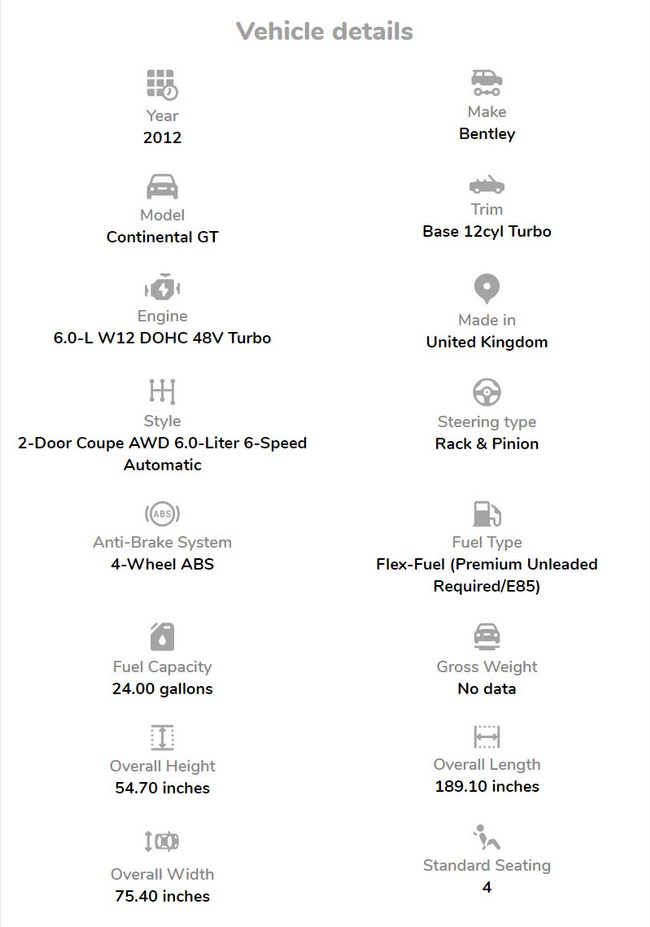 Vehicle details
Year
2012
Make
Bentley
Model
Continental GT
Trim
Base 12cyl Turbo
Engine
6.0-L W12 DOHC 48V Turbo
Made in
United Kingdom
Style
2-Door Coupe AWD 6.0-Liter 6-Speed
Automatic
Steering type
Rack & Pinion
ABS
Anti-Brake System
4-Wheel ABS
Fuel Type
Flex-Fuel (Premium Unleaded
Required/E85)
Fuel Capacity
24.00 gallons
Gross Weight
No data
Overall Height
54.70 inches
Overall Length
189.10 inches
Overall Width
75.40 inches
Standard Seating
4